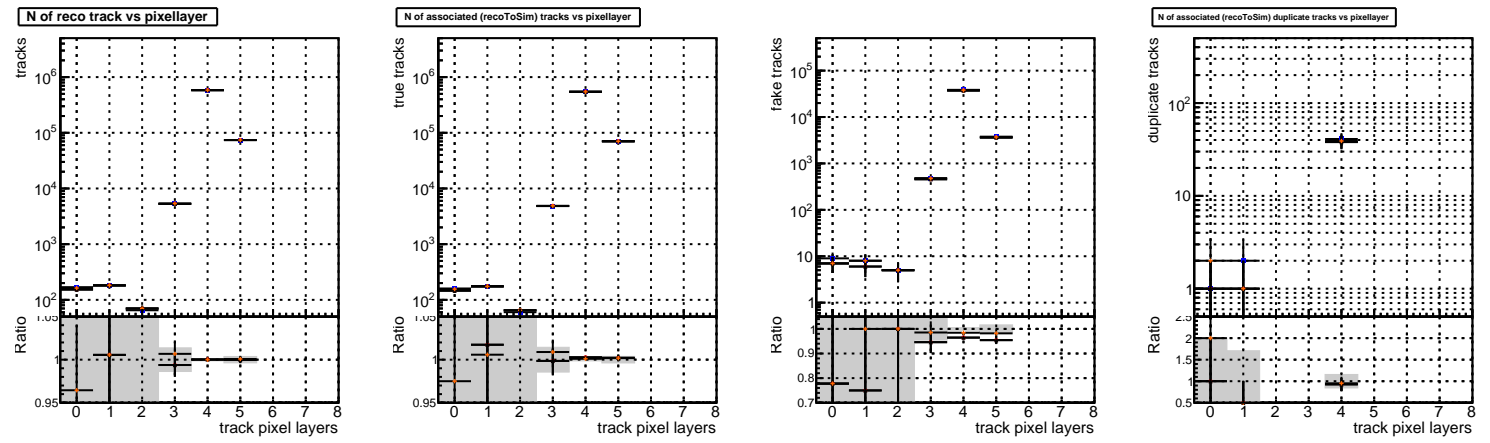 N of reco track vs pixellayer
tracks
10^6
10^5
10^4
10^3
10^2
Ratio
1.05
1
0.95
0 1 2 3 4 5 6 7 8
track pixel layers
N of associated (recoToSim) tracks vs pixellayer
true tracks
10^6
10^5
10^4
10^3
10^2
Ratio
1.05
1
0.95
0 1 2 3 4 5 6 7 8
track pixel layers
fake tracks
10^5
10^4
10^3
10^2
10
1
Ratio
1
0.9
0.8
0.7
0 1 2 3 4 5 6 7 8
track pixel layers
N of associated (recoToSim) duplicate tracks vs pixellayer
duplicate tracks
10^2
10
1
Ratio
2.5
2
1.5
1
0.5
0 1 2 3 4 5 6 7 8
track pixel layers